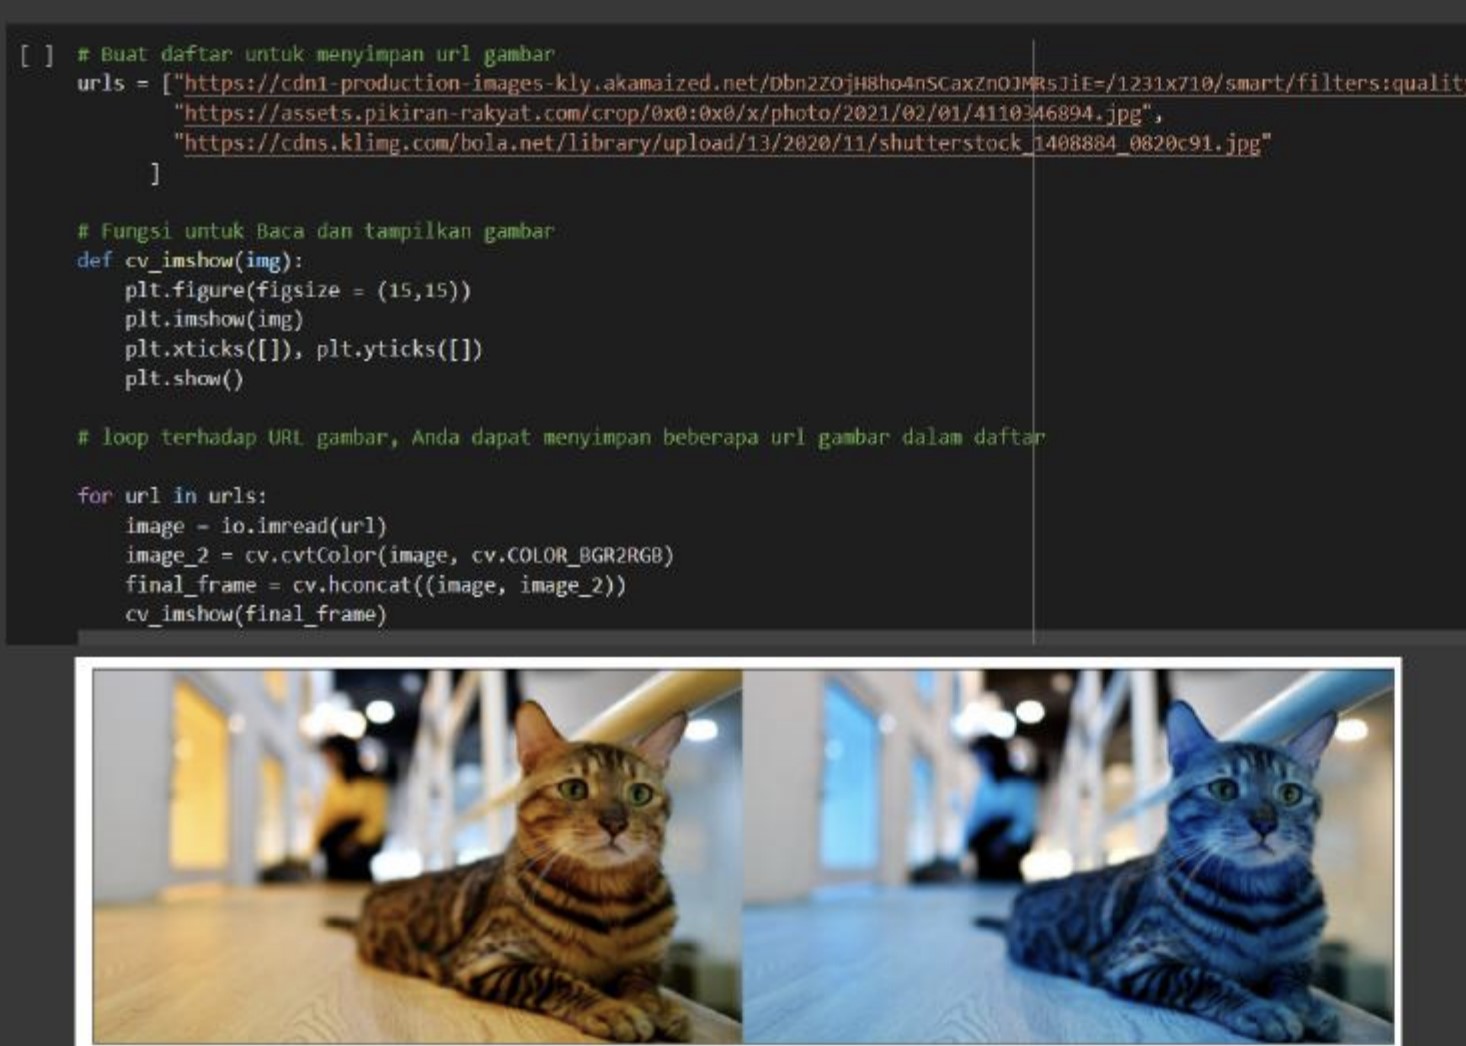 [ ] # Buat daftar untuk menyimpan url gambar
urls = ["https://cdn1-production-images-kly.akamaized.net/Dbn2ZOjH8ho4nSCaxZnOJMRsJiE=/1231x710/smart/filters:quality
"https://assets.pikiran-rakyat.com/crop/0x0:0x0/x/photo/2021/02/01/4110346894.jpg",
"https://cdns.klimg.com/bola.net/library/upload/13/2020/11/shutterstock_1408884_0820c91.jpg"
]
# Fungsi untuk Baca dan tampilkan gambar
def cv_imshow(img):
plt.figure(figsize = (15,15))
plt.imshow(img)
plt.xticks([]), plt.yticks([])
plt.show()
# loop terhadap URL gambar, Anda dapat menyimpan beberapa url gambar dalam daftar
for url in urls:
image = io.imread(url)
image_2 = cv.cvtColor(image, cv.COLOR_BGR2RGB)
final_frame = cv.hconcat((image, image_2))
cv_imshow(final_frame)